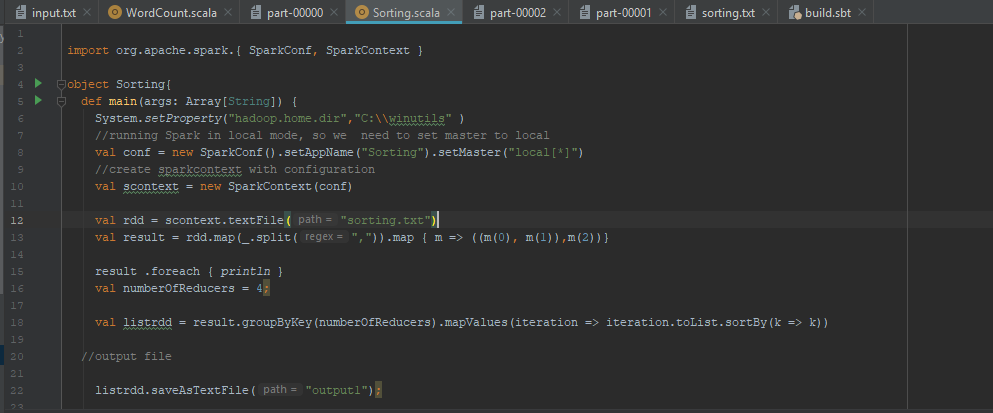 input.txt WordCount.scala part-00000 Sorting.scala part-00002 part-00001 sorting.txt build.sbt
1
2 import org.apache.spark.{ SparkConf, SparkContext }
3
4 object Sorting{
5 def main(args: Array[String]) {
6 System.setProperty("hadoop.home.dir","C:\\winutils" )
7 //running Spark in local mode, so we  need to set master to local
8 val conf = new SparkConf().setAppName("Sorting").setMaster("local[*]")
9 //create sparkcontext with configuration
10 val scontext = new SparkContext(conf)
11
12 val rdd = scontext.textFile( path = "sorting.txt")
13 val result = rdd.map(_.split( regex = ",")).map { m => ((m(0), m(1)),m(2))}
14
15 result .foreach { println }
16 val numberOfReducers = 4;
17
18 val listrdd = result.groupByKey(numberOfReducers).mapValues(iteration => iteration.toList.sortBy(k => k))
19
20 //output file
21
22 listrdd.saveAsTextFile( path = "output1");
23